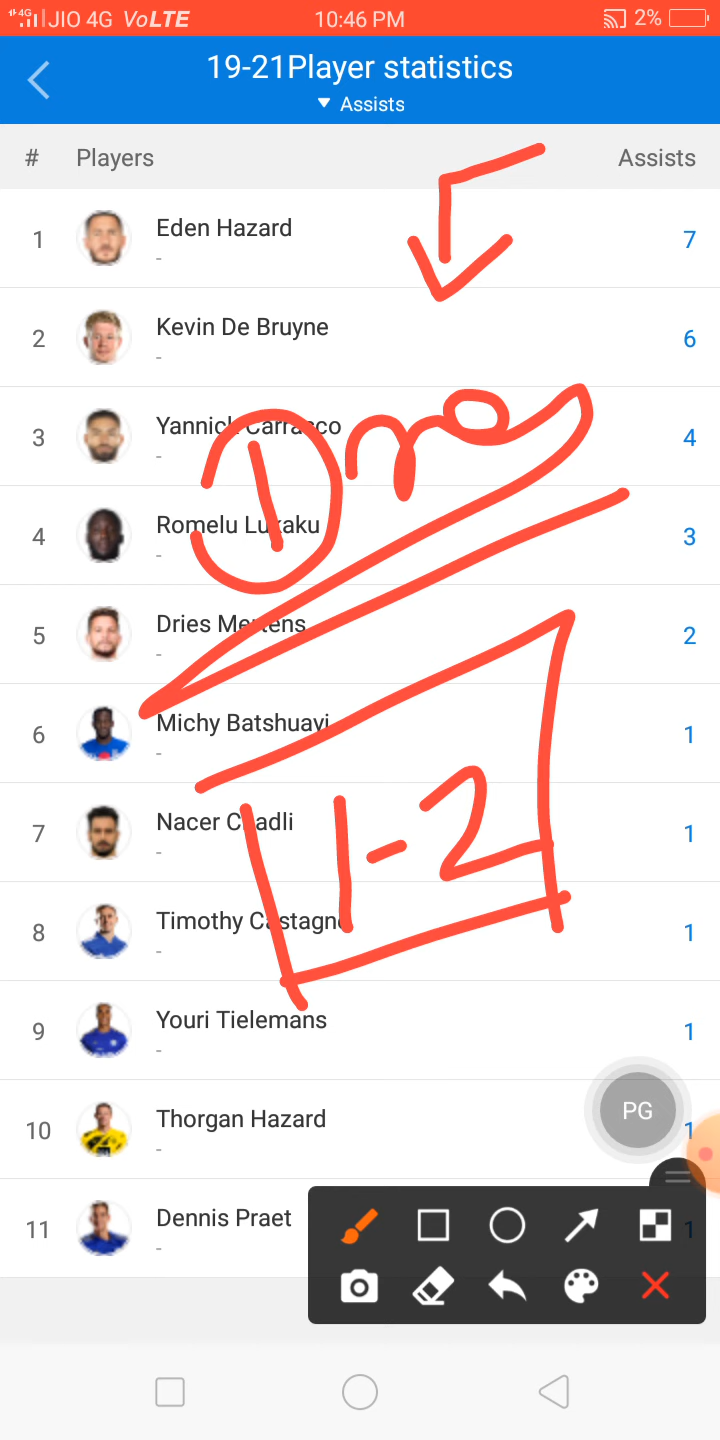 4G JIO 4G VoLTE 10:46 PM 2%
19-21Player statistics
▼ Assists
# Players Assists
1 Eden Hazard 7
-
2 Kevin De Bruyne 6
-
3 Yannick Carrasco 4
-
4 Romelu Lukaku 3
-
5 Dries Mertens 2
-
6 Michy Batshuayi 1
-
7 Nacer Chadli 1
-
8 Timothy Castagne 1
-
9 Youri Tielemans 1
-
10 Thorgan Hazard 1
-
11 Dennis Praet 1
-
PG
1-2